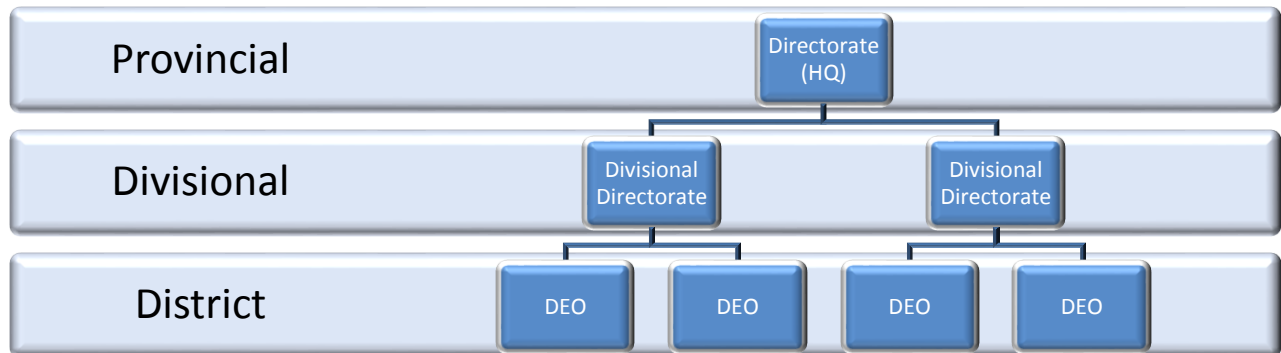 Provincial
Directorate
(HQ)
Divisional
Divisional
Directorate
Divisional
Directorate
District
DEO
DEO
DEO
DEO